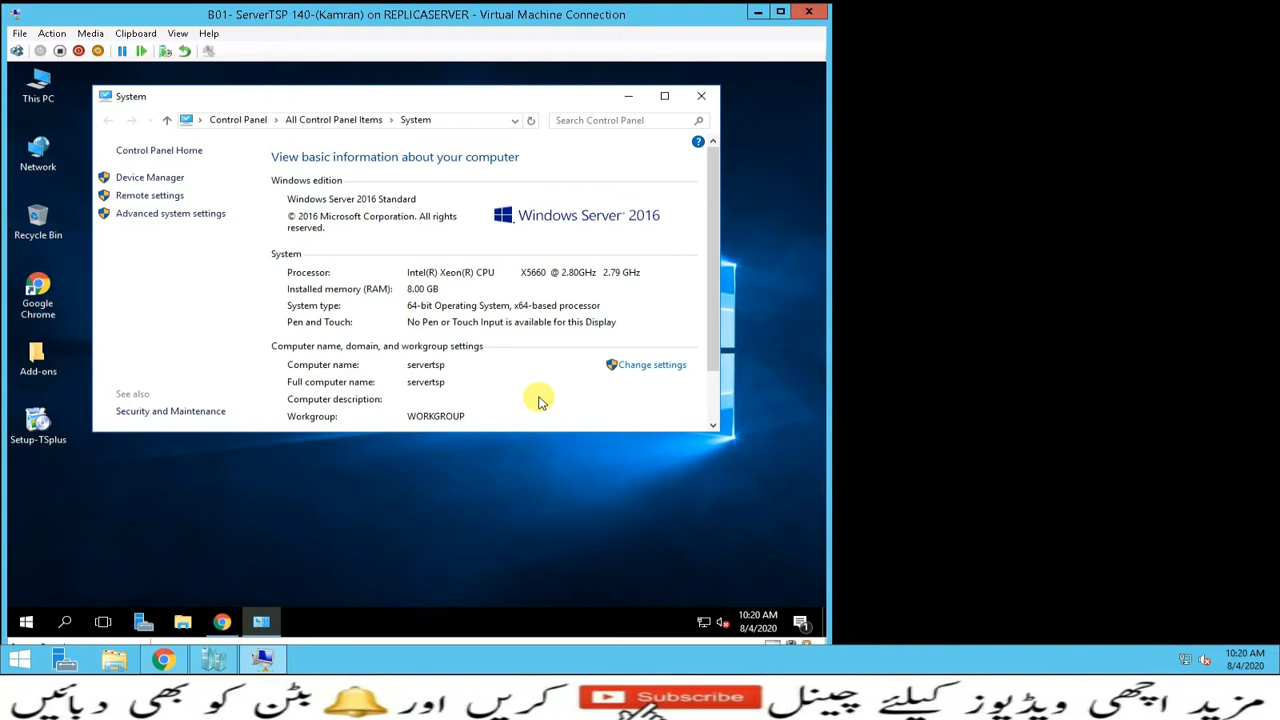 B01- ServerTSP 140-(Kamran) on REPLICASERVER - Virtual Machine Connection
File Action Media Clipboard View Help
This PC
Network
Recycle Bin
Google
Chrome
Add-ons
Setup-TSplus
System
Control Panel > All Control Panel Items > System
Search Control Panel
Control Panel Home
Device Manager
Remote settings
Advanced system settings
See also
Security and Maintenance
View basic information about your computer
Windows edition
Windows Server 2016 Standard
© 2016 Microsoft Corporation. All rights
reserved.
Windows Server 2016
System
Processor: Intel(R) Xeon(R) CPU X5660 @ 2.80GHz 2.79 GHz
Installed memory (RAM): 8.00 GB
System type: 64-bit Operating System, x64-based processor
Pen and Touch: No Pen or Touch Input is available for this Display
Computer name, domain, and workgroup settings
Computer name: servertsp
Change settings
Full computer name: servertsp
Computer description:
Workgroup: WORKGROUP
10:20 AM
8/4/2020
1
10:20 AM
8/4/2020
مزید اچھی ویڈیوز کیلئے چینل Subscribe کریں اور بٹن کو بھی دبائیں